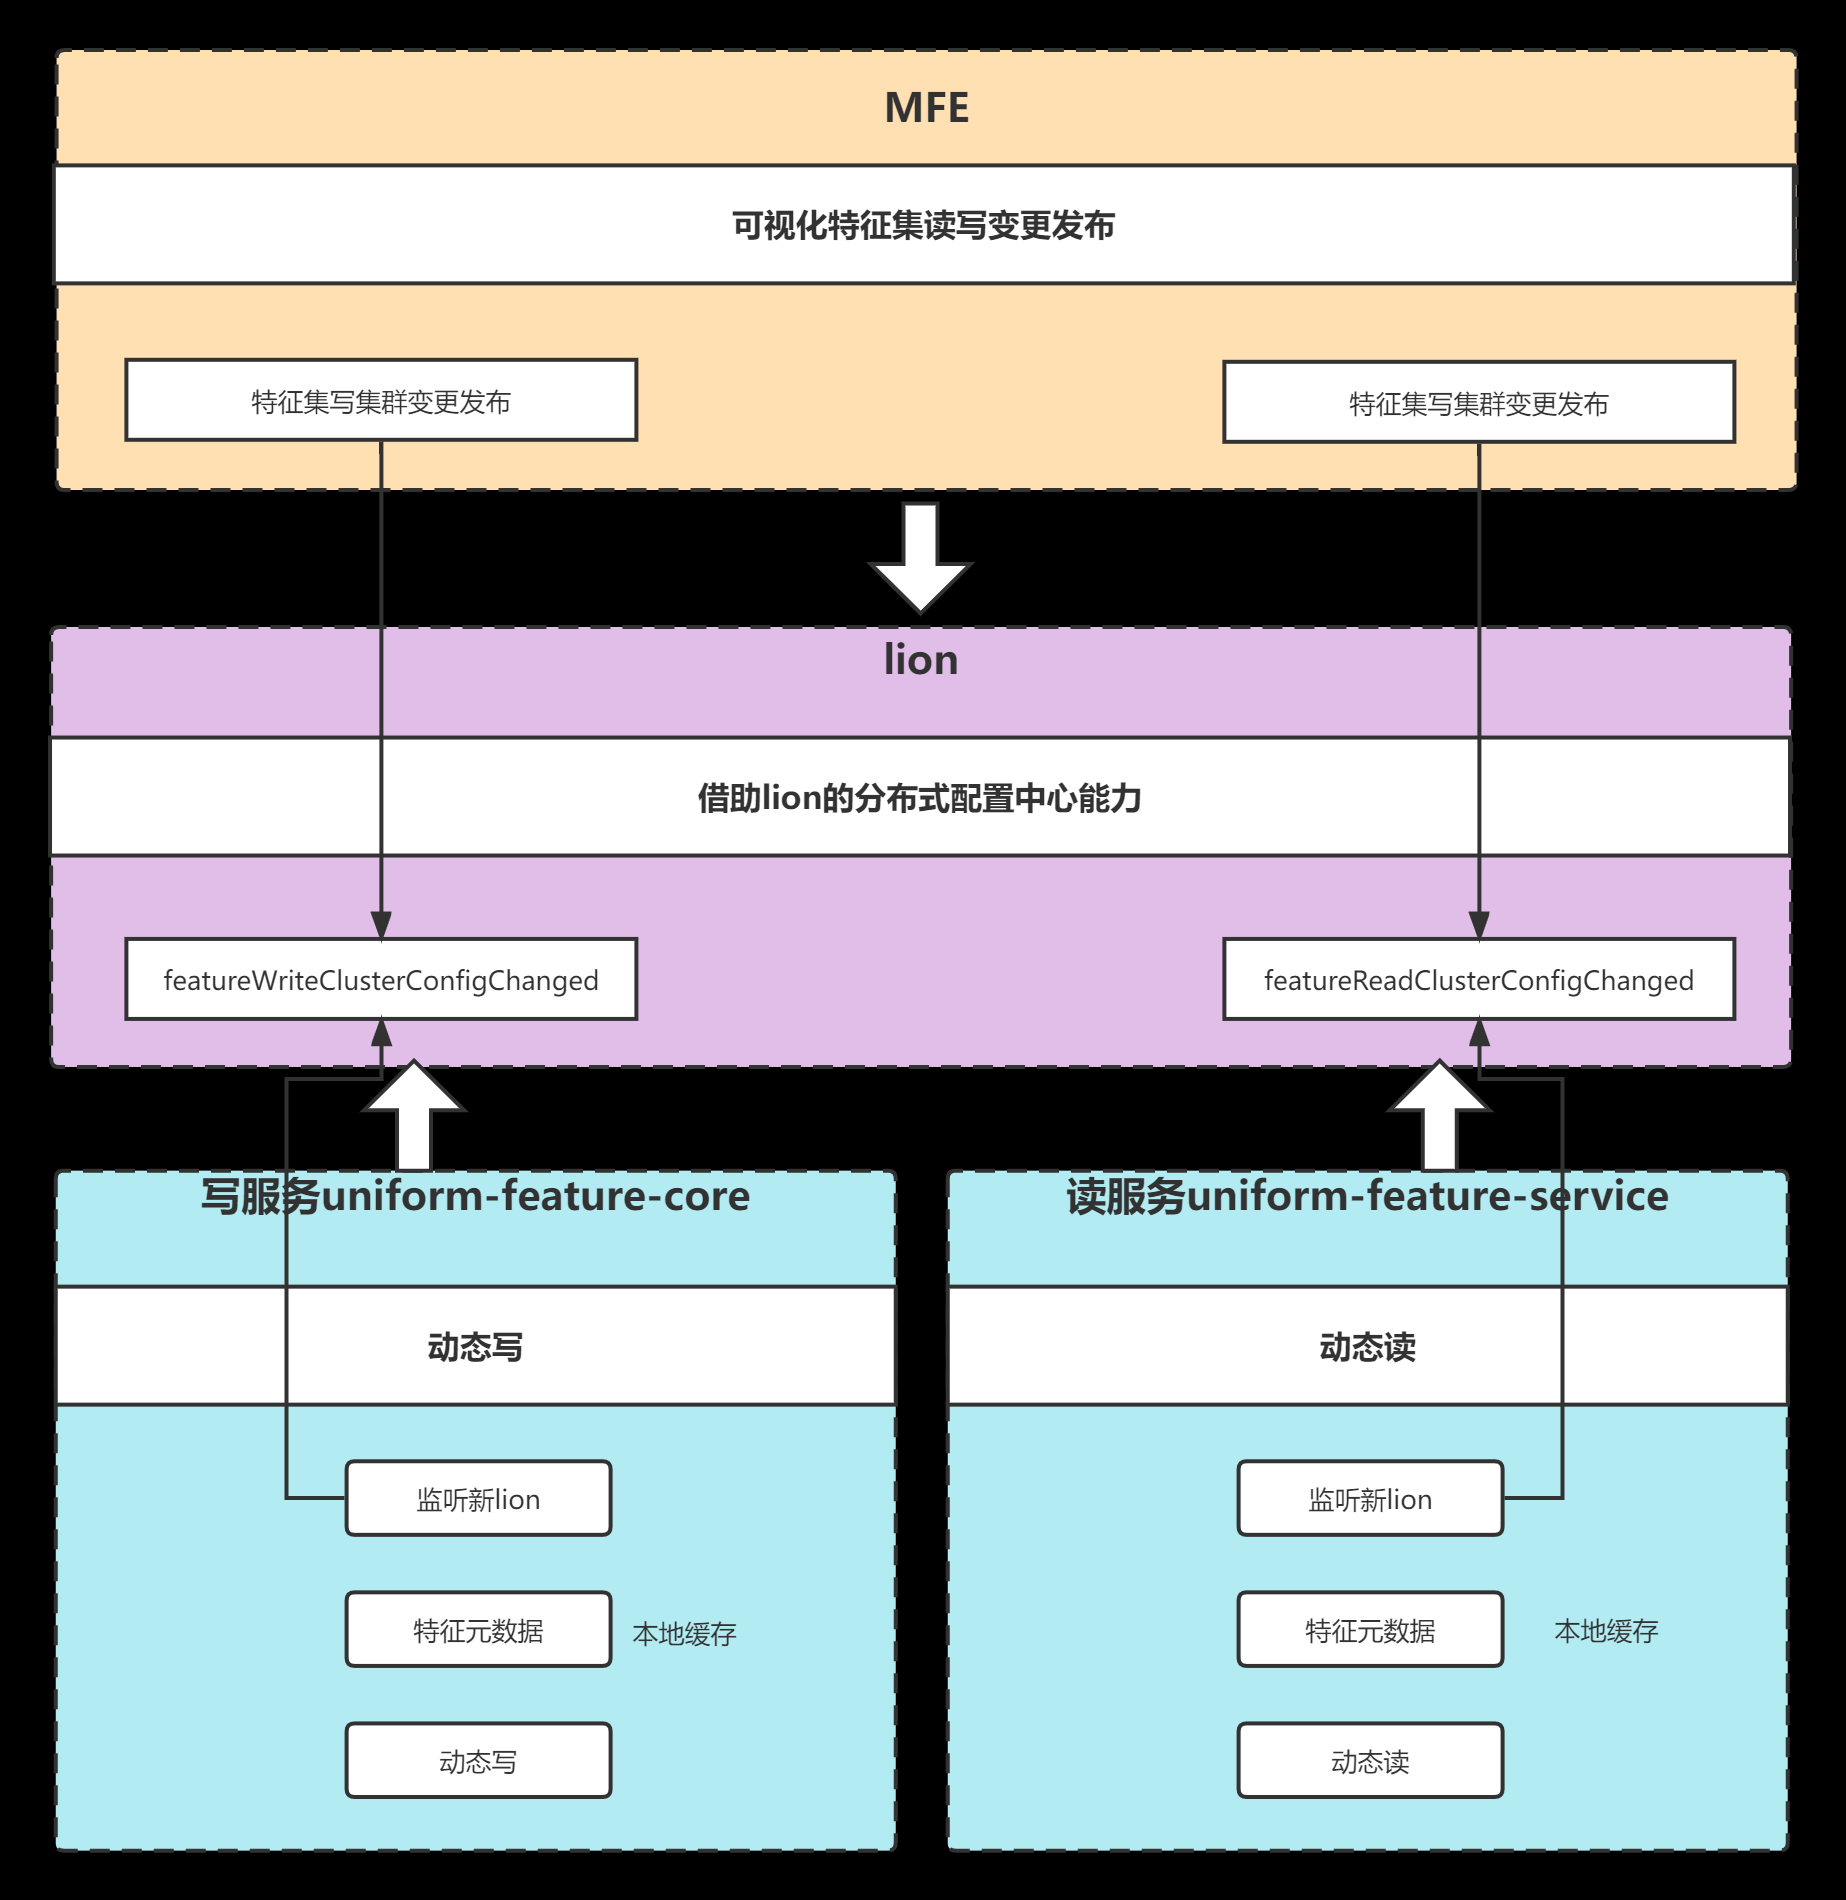 MFE
可视化特征集读写变更发布
特征集写集群变更发布
特征集写集群变更发布
lion
借助lion的分布式配置中心能力
featureWriteClusterConfigChanged
featureReadClusterConfigChanged
写服务uniform-feature-core
读服务uniform-feature-service
动态写
动态读
监听新lion
监听新lion
特征元数据
本地缓存
特征元数据
本地缓存
动态写
动态读